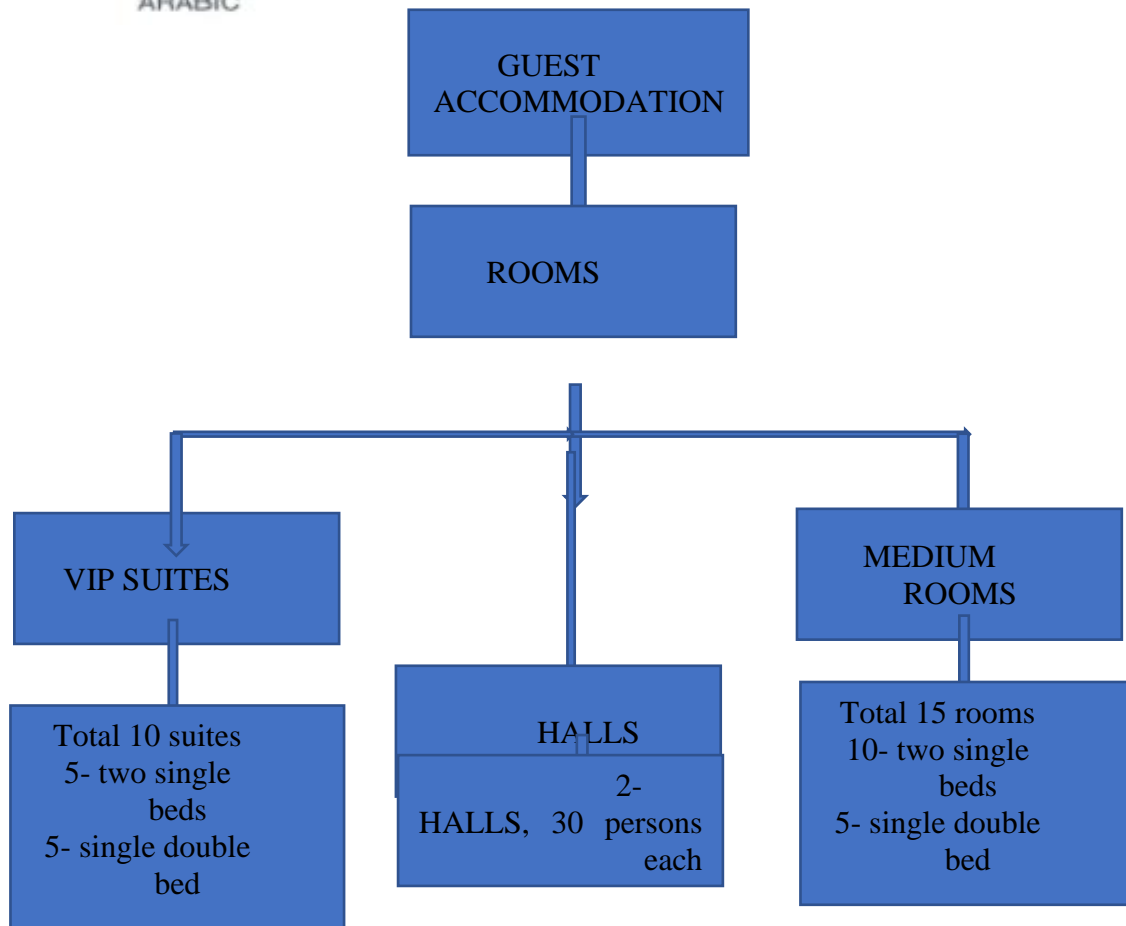 ARABIC
GUEST
ACCOMMODATION
ROOMS
VIP SUITES
MEDIUM
ROOMS
HALLS
Total 10 suites
5- two single
beds
5- single double
bed
2-
HALLS, 30 persons
each
Total 15 rooms
10- two single
beds
5- single double
bed